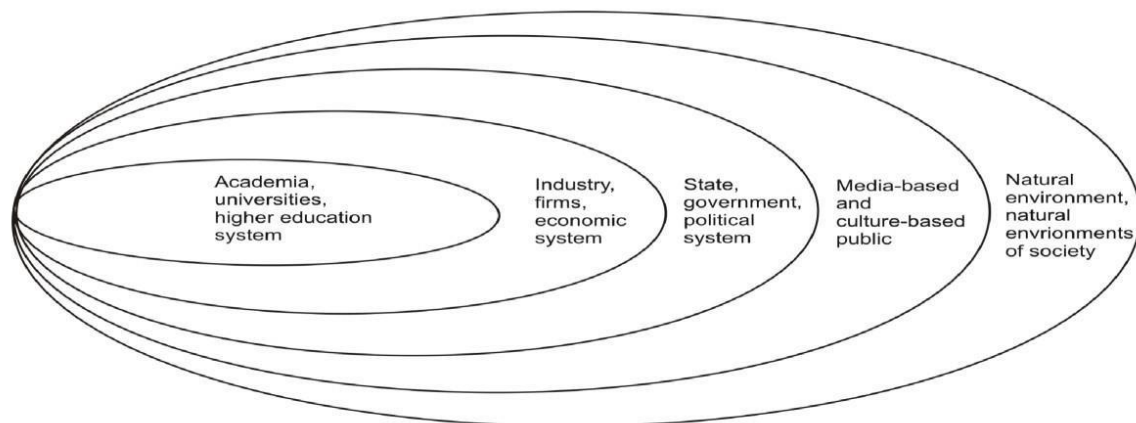 Academia,
universities,
higher education
system
Industry,
firms,
economic
system
State,
government,
political
system
Media-based
and
culture-based
public
Natural
environment,
natural
envrionments
of society